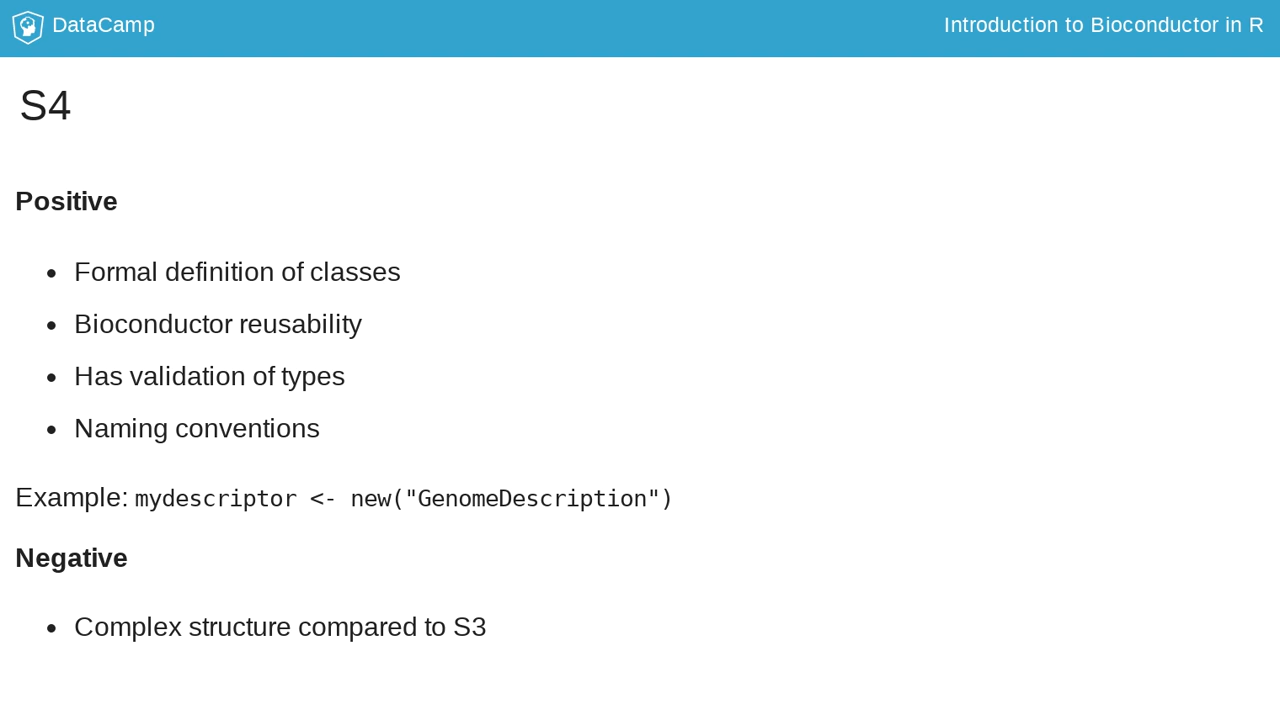 DataCamp
Introduction to Bioconductor in R
S4
Positive
• Formal definition of classes
• Bioconductor reusability
• Has validation of types
• Naming conventions
Example: mydescriptor <- new("GenomeDescription")
Negative
• Complex structure compared to S3